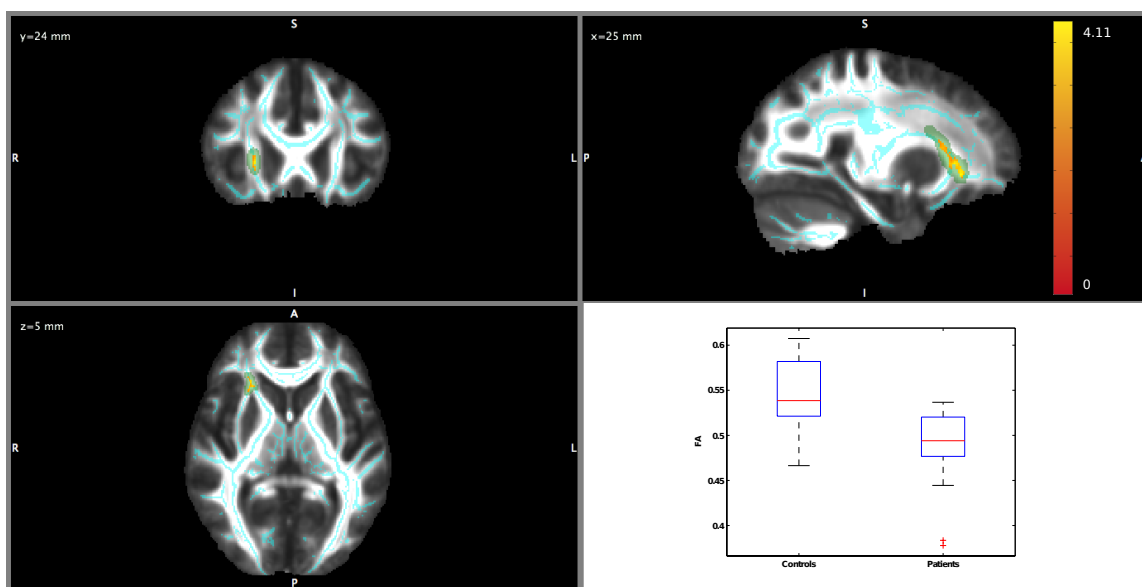 S
y=24 mm
R
L
I
S
x=25 mm
P
A
I
4.11
0
A
z=5 mm
R
L
P
0.6
0.55
0.5
0.45
0.4
FA
Controls
Patients